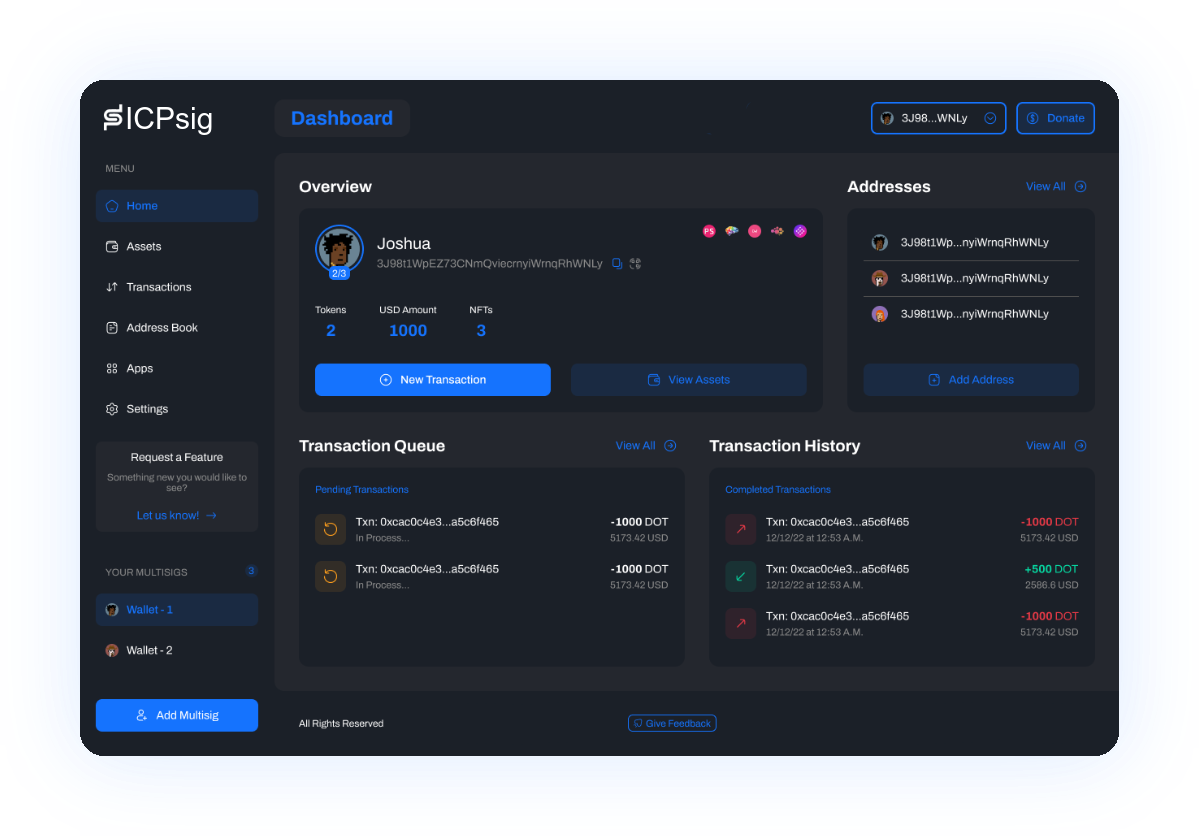 ICPsig
Dashboard
3J98...WNLy
Donate
MENU
Home
Assets
Transactions
Address Book
Apps
Settings
Request a Feature
Something new you would like to
see?
Let us know!
YOUR MULTISIGS 3
Wallet - 1
Wallet - 2
Add Multisig
Overview
2/3
Joshua
3J98t1WpEZ73CNmQviecrnyiWrnqRhWNLy
PS
Tokens USD Amount NFTs
2 1000 3
New Transaction
View Assets
Addresses
View All
3J98t1Wp...nyiWrnqRhWNLy
3J98t1Wp...nyiWrnqRhWNLy
3J98t1Wp...nyiWrnqRhWNLy
Add Address
Transaction Queue
View All
Pending Transactions
Txn: 0xcac0c4e3...a5c6f465 -1000 DOT
In Process... 5173.42 USD
Txn: 0xcac0c4e3...a5c6f465 -1000 DOT
In Process... 5173.42 USD
Transaction History
View All
Completed Transactions
Txn: 0xcac0c4e3...a5c6f465 -1000 DOT
12/12/22 at 12:53 A.M. 5173.42 USD
Txn: 0xcac0c4e3...a5c6f465 +500 DOT
12/12/22 at 12:53 A.M. 2586.6 USD
Txn: 0xcac0c4e3...a5c6f465 -1000 DOT
12/12/22 at 12:53 A.M. 5173.42 USD
All Rights Reserved
Give Feedback